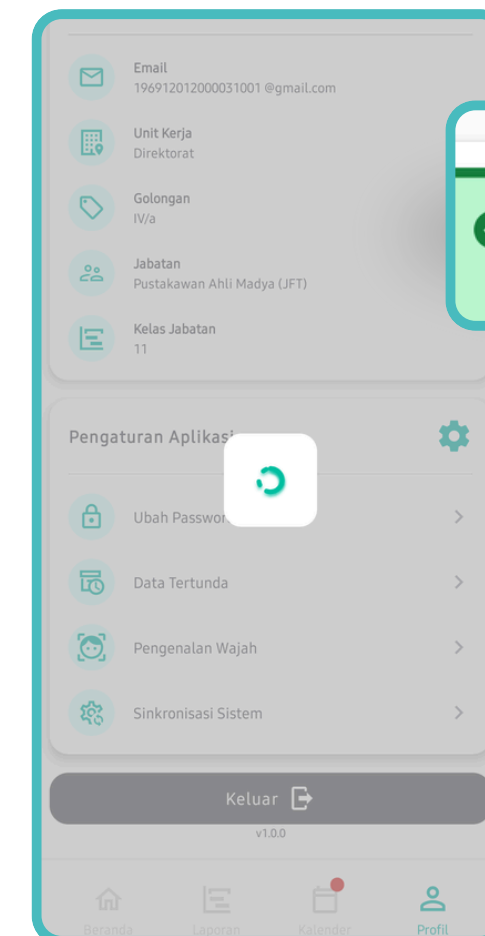 Email
196912012000031001 @gmail.com
Unit Kerja
Direktorat
Golongan
IV/a
Jabatan
Pustakawan Ahli Madya (JFT)
Kelas Jabatan
11
Pengaturan Aplikasi
Ubah Passwor
Data Tertunda
Pengenalan Wajah
Sinkronisasi Sistem
Keluar
v1.0.0
Beranda Laporan Kalender Profil